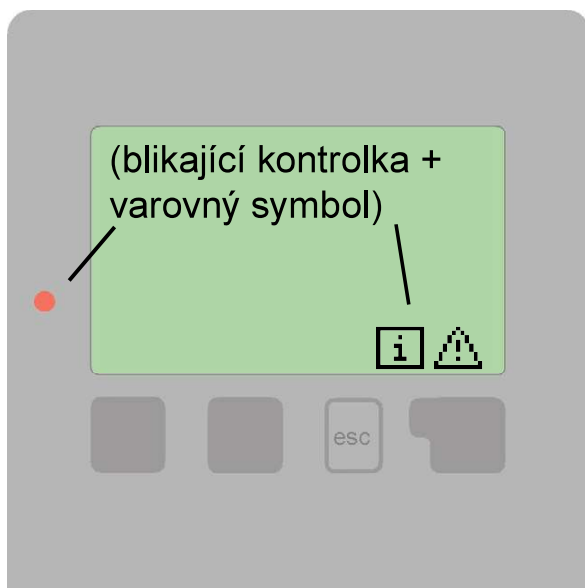 (blikající kontrolka +
varovný symbol)
i
!
esc